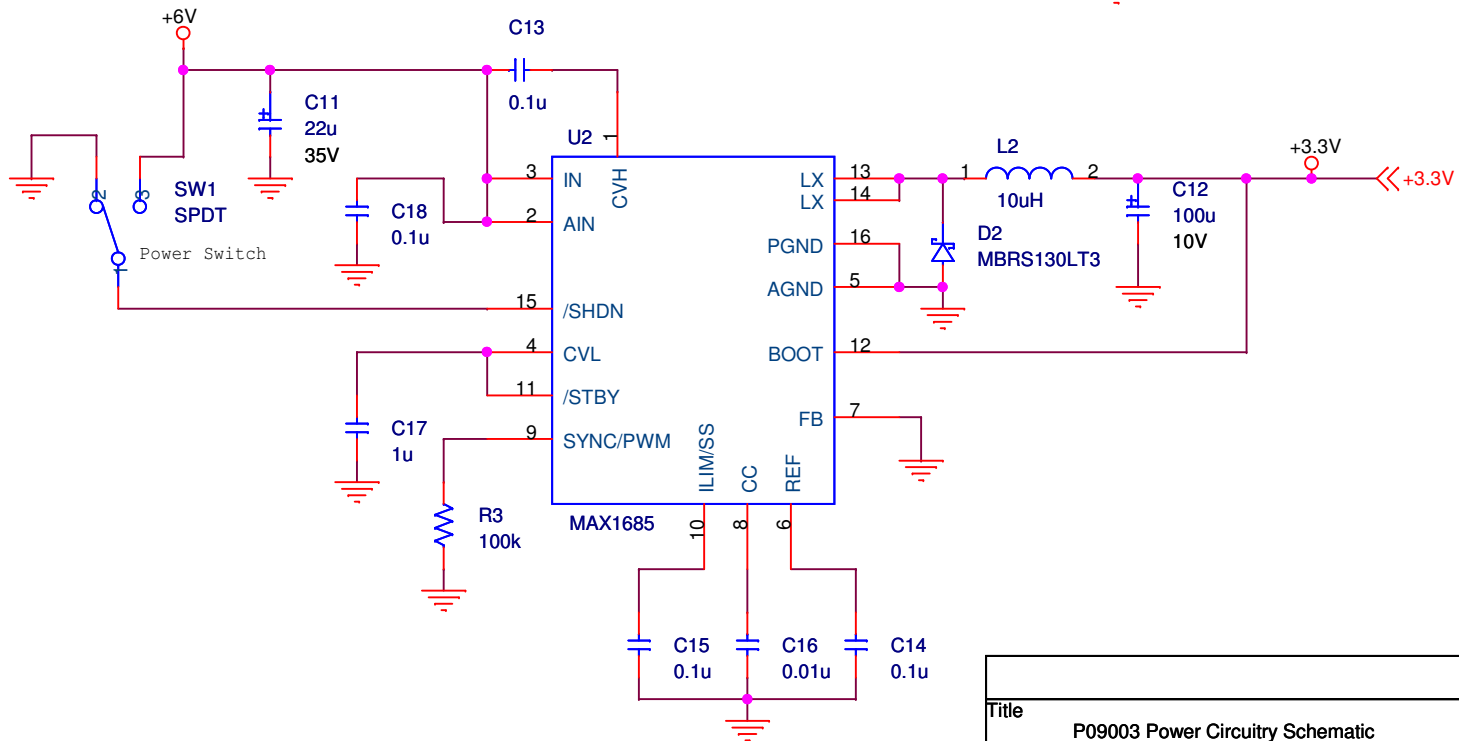 +6V
C13
0.1u
C11
22u
35V
U2
1
CVH
2
3
SW1
SPDT
1
Power Switch
C18
0.1u
3
IN
2
AIN
15
/SHDN
4
CVL
11
/STBY
9
SYNC/PWM
C17
1u
R3
100k
MAX1685
ILIM/SS
10
CC
8
REF
6
LX
13
LX
14
PGND
16
AGND
5
BOOT
12
FB
7
L2
1
2
10uH
D2
MBRS130LT3
+3.3V
+3.3V
C12
100u
10V
C15
0.1u
C16
0.01u
C14
0.1u
Title
P09003 Power Circuitry Schematic